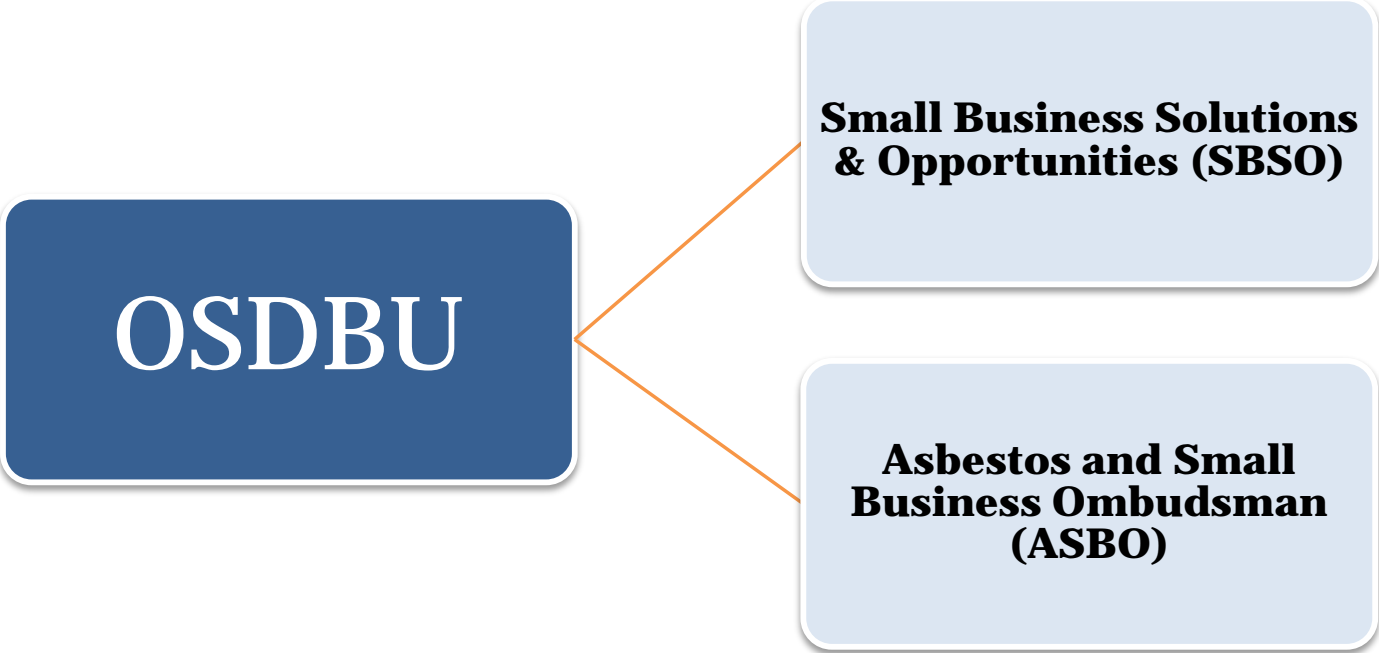 OSDBU
Small Business Solutions
& Opportunities (SBSO)
Asbestos and Small
Business Ombudsman
(ASBO)